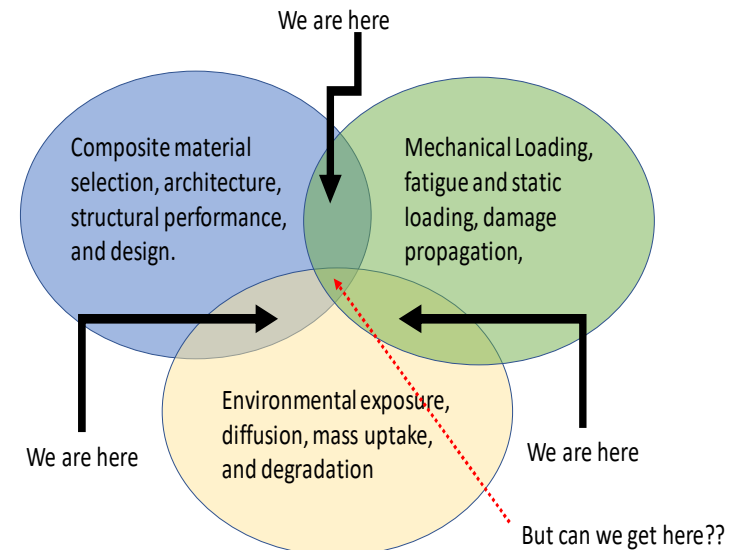 We are here
Composite material
selection, architecture,
structural performance,
and design.
Mechanical Loading,
fatigue and static
loading, damage
propagation,
Environmental exposure,
diffusion, mass uptake,
and degradation
We are here
We are here
But can we get here??